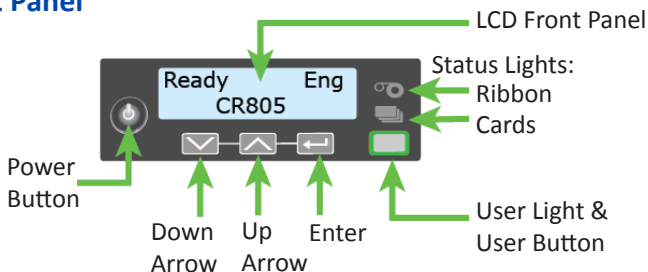 Panel
LCD Front Panel
Ready Eng
CR805
Status Lights:
Ribbon
Cards
Power
Button
Down
Arrow
Up
Arrow
Enter
User Light &
User Button